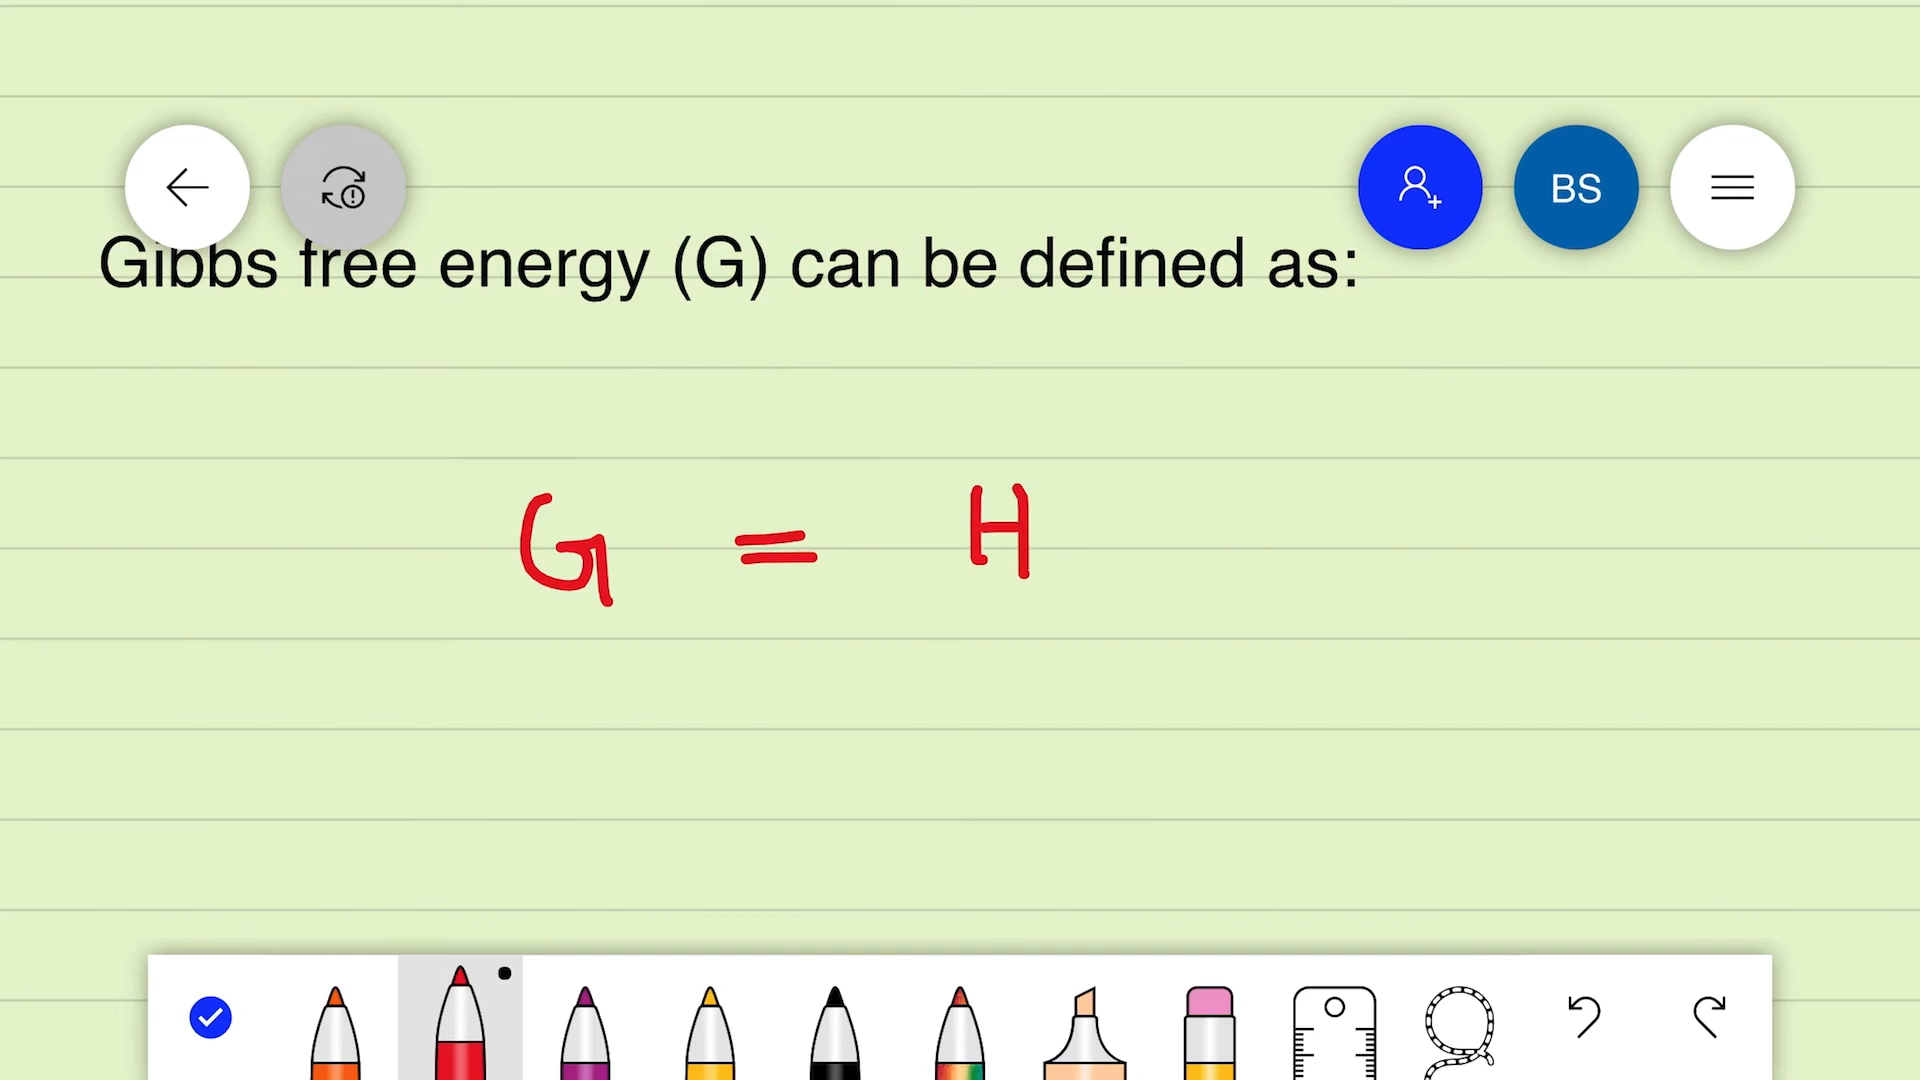 BS
Gibbs free energy (G) can be defined as:
G = H